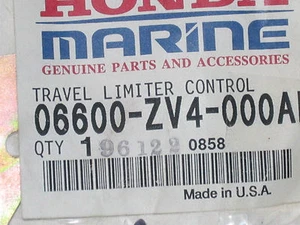 HONDA
MARINE
GENUINE PARTS AND ACCESSORIES
TRAVEL LIMITER CONTROL
06600-ZV4-000A
QTY 1 96122 0858
Made in U.S.A.